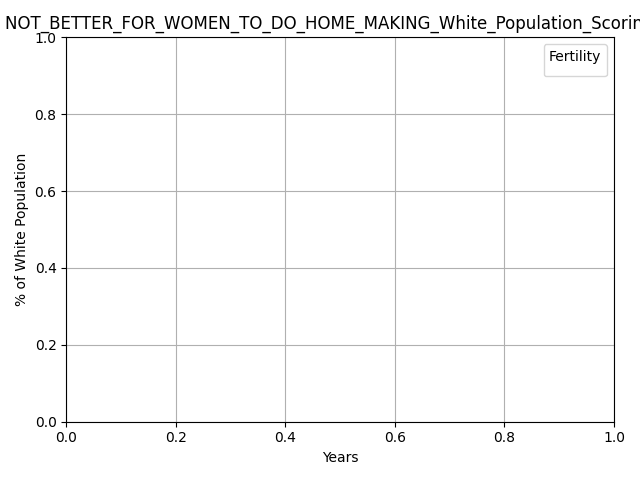 NOT_BETTER_FOR_WOMEN_TO_DO_HOME_MAKING_White_Population_Scorin
Fertility
% of White Population
1.0
0.8
0.6
0.4
0.2
0.0
0.0 0.2 0.4 0.6 0.8 1.0
Years